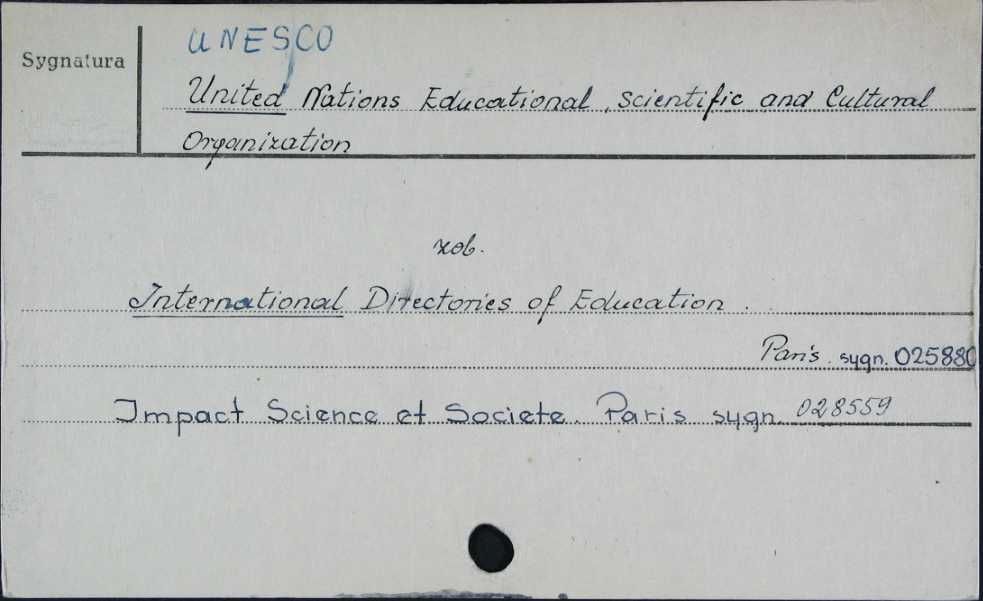 UNESCO
Sygnatura
United Nations Educational, Scientific and Cultural
Organization
zob.
International Directories of Education.
Paris. sygn. 025880
Impact Science et Societe. Paris sygn. 028559